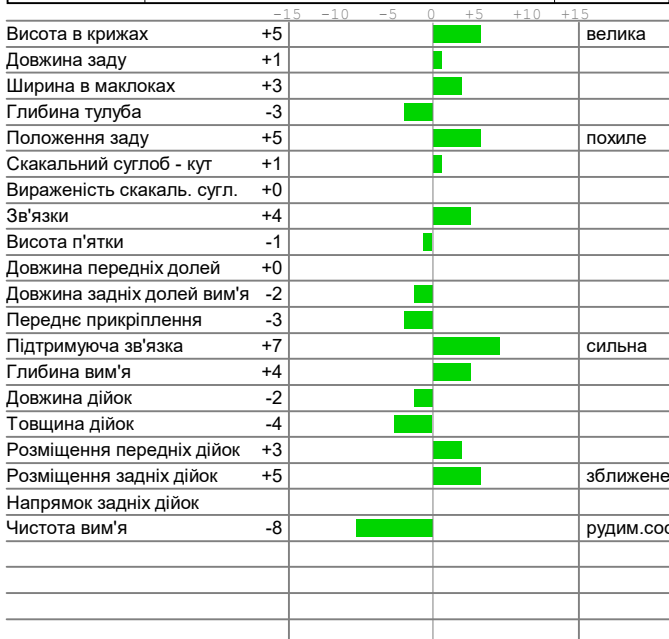 -15 -10 -5 0 +5 +10 +15
Висота в крижах +5 велика
Довжина заду +1
Ширина в маклоках +3
Глибина тулуба -3
Положення заду +5 похиле
Скакальний суглоб - кут +1
Вираженість скакаль. сугл. +0
Зв'язки +4
Висота п'ятки -1
Довжина передніх долей +0
Довжина задніх долей вим'я -2
Переднє прикріплення -3
Підтримуюча зв'язка +7 сильна
Глибина вим'я +4
Довжина дійок -2
Товщина дійок -4
Розміщення передніх дійок +3
Розміщення задніх дійок +5 зближене
Напрямок задніх дійок
Чистота вим'я -8 рудим.сос